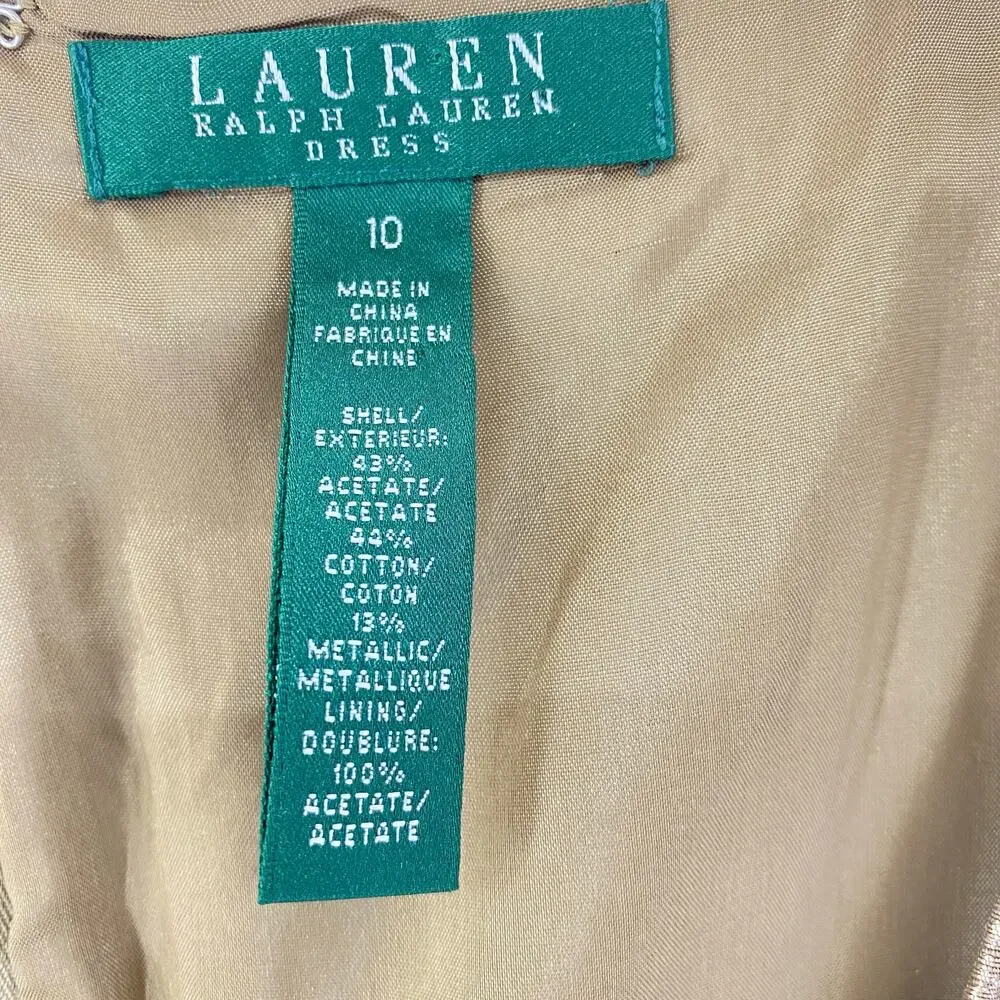 LAUREN
RALPH LAUREN
DRESS
10
MADE IN
CHINA
FABRIQUE EN
CHINE
SHELL/
EXTERIEUR:
43%
ACETATE/
ACETATE
44%
COTTON/
COTON
13%
METALLIC/
METALLIQUE
LINING/
DOUBLURE:
100%
ACETATE/
ACETATE